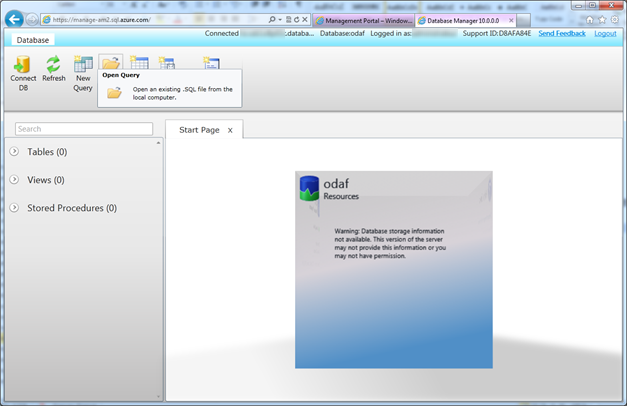 https://manage-am2.sql.azure.com/
Management Portal – Window...
Database Manager 10.0.0.0
Database
Connected
.databa...
Database:odaf
Logged in as:
Support ID:D8AFA84E
Send Feedback
Logout
Connect
DB
Refresh
New
Query
Open Query
Open an existing .SQL file from the
local computer.
Search
Start Page x
Tables (0)
Views (0)
Stored Procedures (0)
odaf
Resources
Warning: Database storage information
not available. This version of the server
may not provide this information or you
may not have permission.